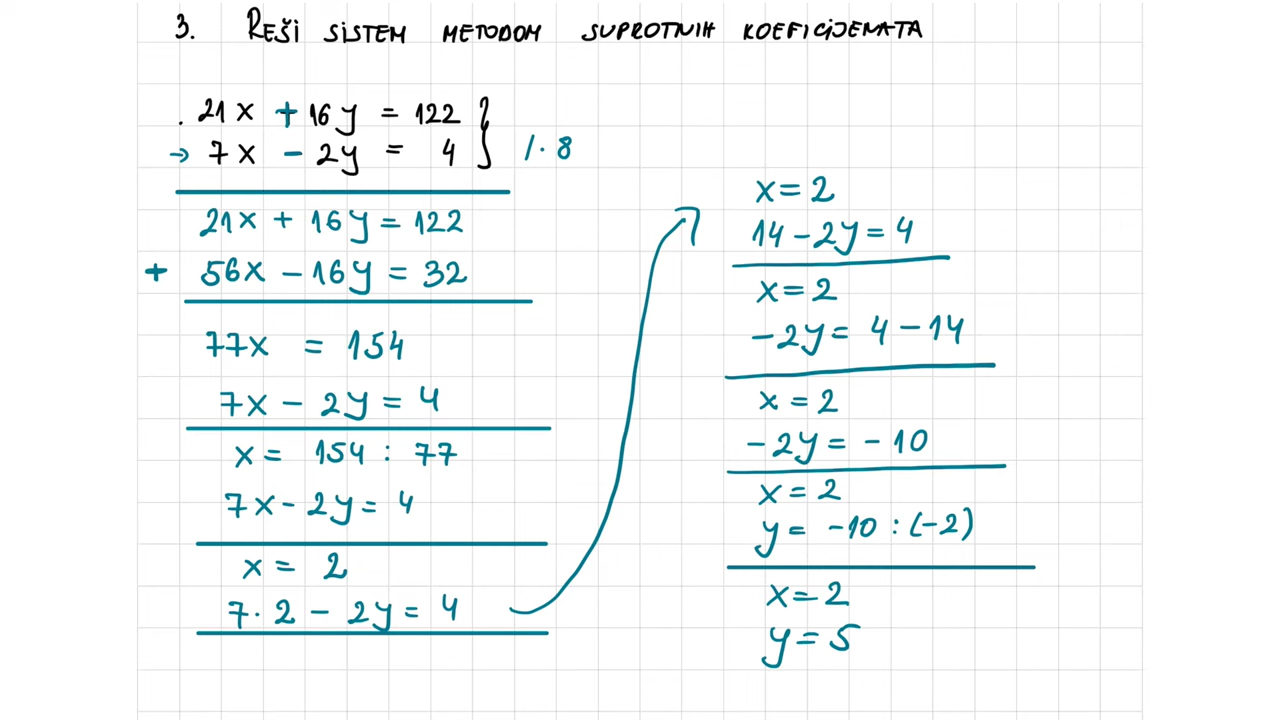 3. REŠI SISTEM METODOM SUPROTNIH KOEFICIJENATA
. 21x + 16y = 122
→ 7x - 2y = 4 } / · 8
21x + 16y = 122
+ 56x - 16y = 32
77x = 154
7x - 2y = 4
x = 154 : 77
7x - 2y = 4
x = 2
7 · 2 - 2y = 4
x = 2
14 - 2y = 4
x = 2
-2y = 4 - 14
x = 2
-2y = -10
x = 2
y = -10 : (-2)
x = 2
y = 5